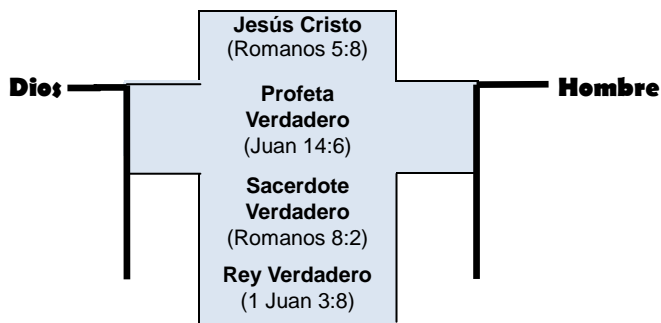 Jesús Cristo
(Romanos 5:8)
Dios
Hombre
Profeta
Verdadero
(Juan 14:6)
Sacerdote
Verdadero
(Romanos 8:2)
Rey Verdadero
(1 Juan 3:8)